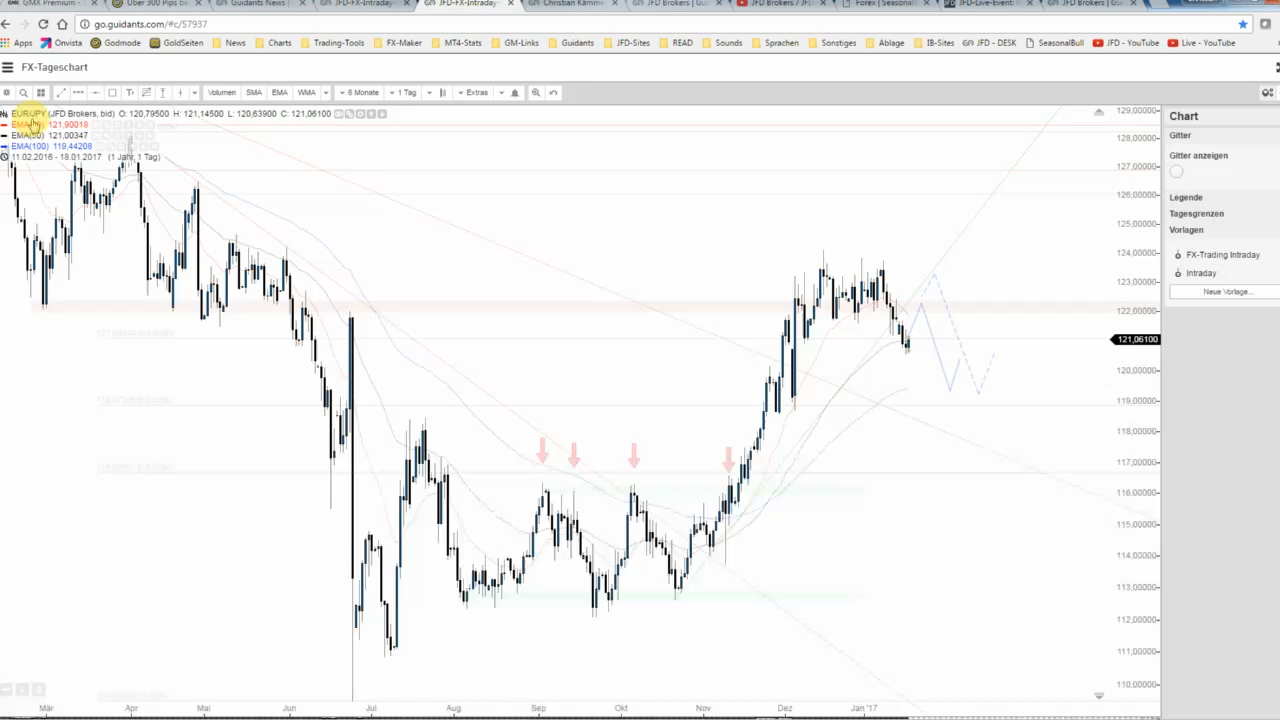 GMX Premium -
Über 300 Pips be
Guidants News |
JFD-FX-Intraday
JFD-FX-Intraday-
Christian Kämme
JFD Brokers | Gu
JFD Brokers /
Forex | Seasonal
JFD-Live-Event:
JFD Brokers | Gu
go.guidants.com/#c/57937
Apps Onvista Godmode GoldSeiten News Charts Trading-Tools FX-Maker MT4-Stats GM-Links Guidants JFD-Sites READ Sounds Sprachen Sonstiges Ablage IB-Sites JFD - DESK SeasonalBull JFD - YouTube Live - YouTube
FX-Tageschart
Volumen SMA EMA WMA 6 Monate 1 Tag Extras
EUR/JPY (JFD Brokers, bid) O: 120,79500 H: 121,14500 L: 120,63900 C: 121,06100
121,90018
EMA(50) 121,00347
EMA(100) 119,44208
11.02.2016 - 18.01.2017 (1 Jahr, 1 Tag)
129,00000
128,00000
127,00000
126,00000
125,00000
124,00000
123,00000
122,00000
121,06100
120,00000
119,00000
118,00000
117,00000
116,00000
115,00000
114,00000
113,00000
112,00000
111,00000
110,00000
Mär Apr Mai Jun Jul Aug Sep Okt Nov Dez Jan '17
Chart
Gitter
Gitter anzeigen
Legende
Tagesgrenzen
Vorlagen
FX-Trading Intraday
Intraday
Neue Vorlage...